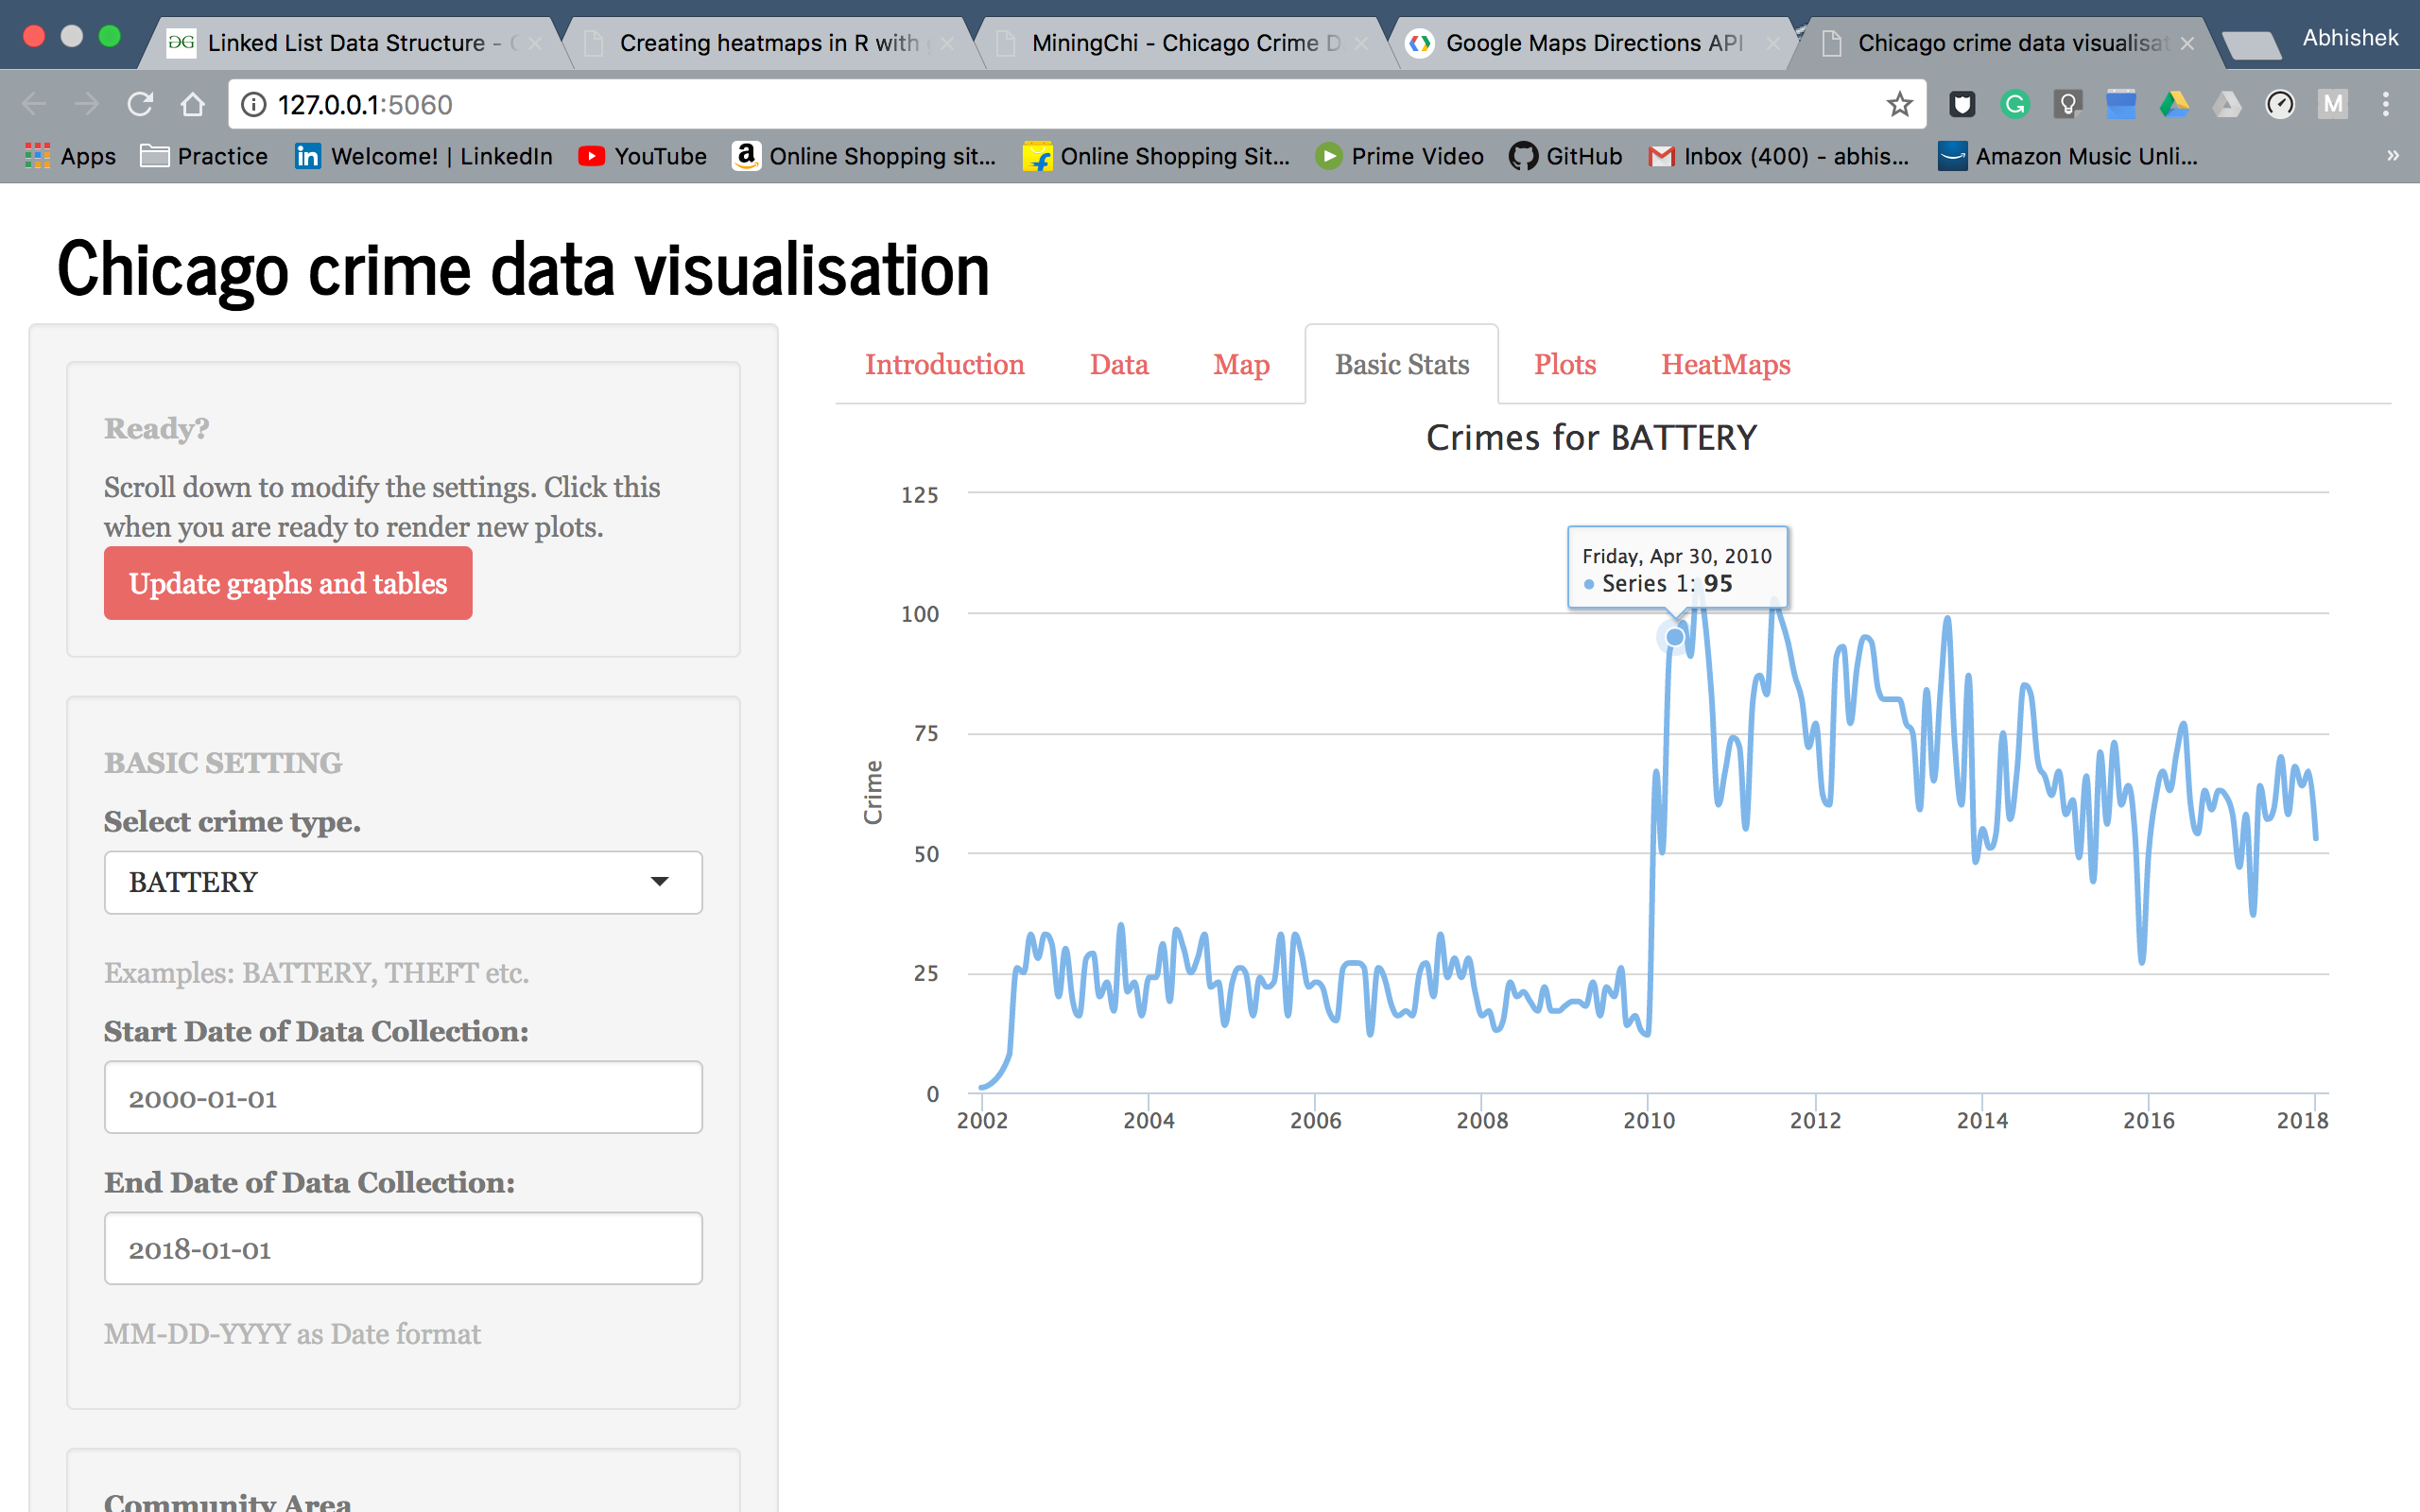 Linked List Data Structure -
Creating heatmaps in R with
MiningChi - Chicago Crime D
Google Maps Directions API
Chicago crime data visualisat
Abhishek
127.0.0.1:5060
G
M
Apps
Practice
in Welcome! | LinkedIn
YouTube
a Online Shopping sit...
Online Shopping Sit...
Prime Video
GitHub
Inbox (400) - abhis...
Amazon Music Unli...
»
Chicago crime data visualisation
Introduction
Data
Map
Basic Stats
Plots
HeatMaps
Ready?
Scroll down to modify the settings. Click this
when you are ready to render new plots.
Update graphs and tables
BASIC SETTING
Select crime type.
BATTERY
Examples: BATTERY, THEFT etc.
Start Date of Data Collection:
2000-01-01
End Date of Data Collection:
2018-01-01
MM-DD-YYYY as Date format
Community Area
Crimes for BATTERY
125
100
75
50
25
0
Crime
Friday, Apr 30, 2010
Series 1: 95
2002
2004
2006
2008
2010
2012
2014
2016
2018